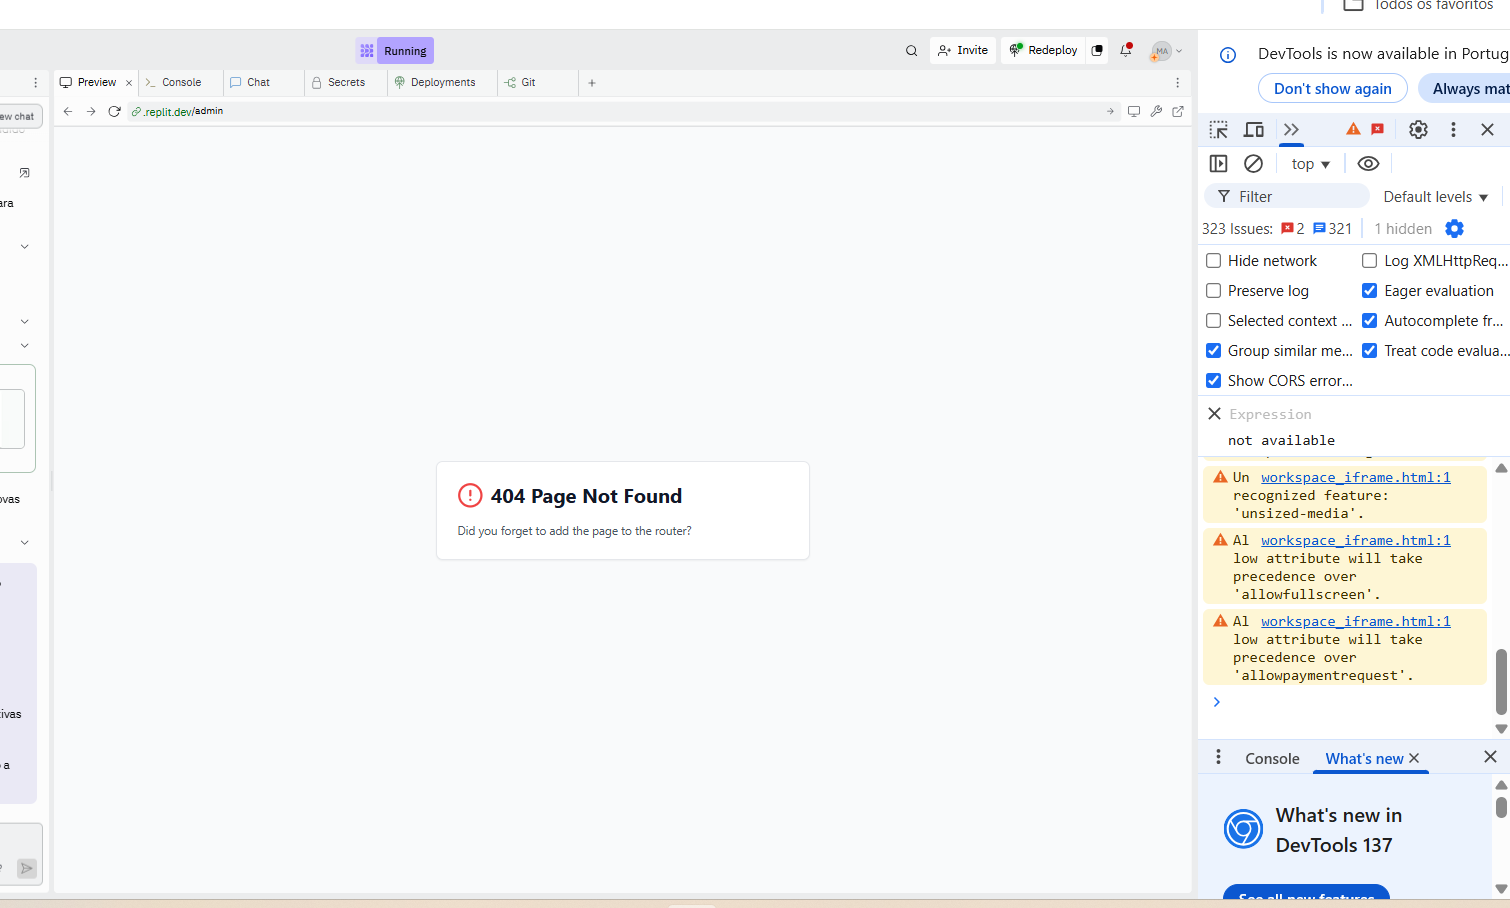 Todos os favoritos
Running
Invite
Redeploy
MA
DevTools is now available in Portug
Don't show again
Always mat
Preview
Console
Chat
Secrets
Deployments
Git
.replit.dev/admin
ew chat
ara
ovas
ivas
a
404 Page Not Found
Did you forget to add the page to the router?
top
Filter
Default levels
323 Issues: 2 321
1 hidden
Hide network
Log XMLHttpReq...
Preserve log
Eager evaluation
Selected context ...
Autocomplete fr...
Group similar me...
Treat code evalua...
Show CORS error...
Expression
not available
Un workspace_iframe.html:1
recognized feature:
'unsized-media'.
Al workspace_iframe.html:1
low attribute will take
precedence over
'allowfullscreen'.
Al workspace_iframe.html:1
low attribute will take
precedence over
'allowpaymentrequest'.
Console
What's new
What's new in
DevTools 137
See all new features